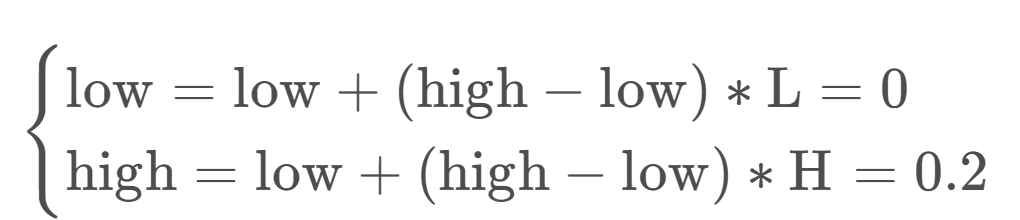 low = low + (high − low) ∗ L = 0
high = low + (high − low) ∗ H = 0.2